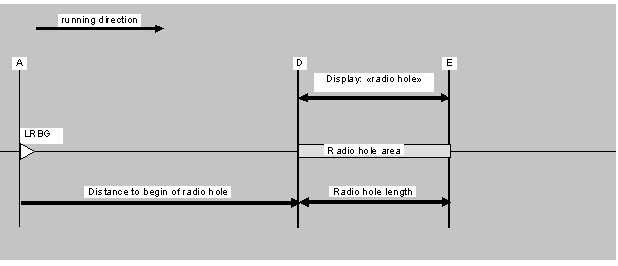 running direction
A
D
E
Display: «radio hole»
LRBG
Radio hole area
Distance to begin of radio hole
Radio hole length